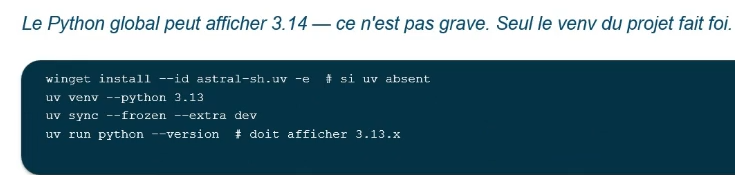 Le Python global peut afficher 3.14 — ce n'est pas grave. Seul le venv du projet fait foi.
winget install --id astral-sh.uv -e  # si uv absent
uv venv --python 3.13
uv sync --frozen --extra dev
uv run python --version  # doit afficher 3.13.x